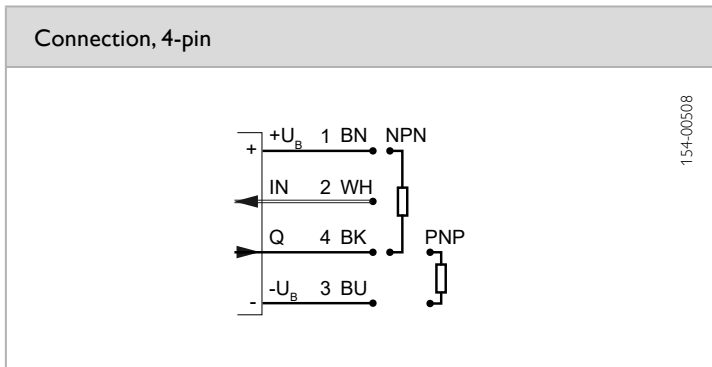 Connection, 4-pin
154-00508
+U_B 1 BN NPN
+
IN 2 WH
Q 4 BK PNP
-U_B 3 BU
-